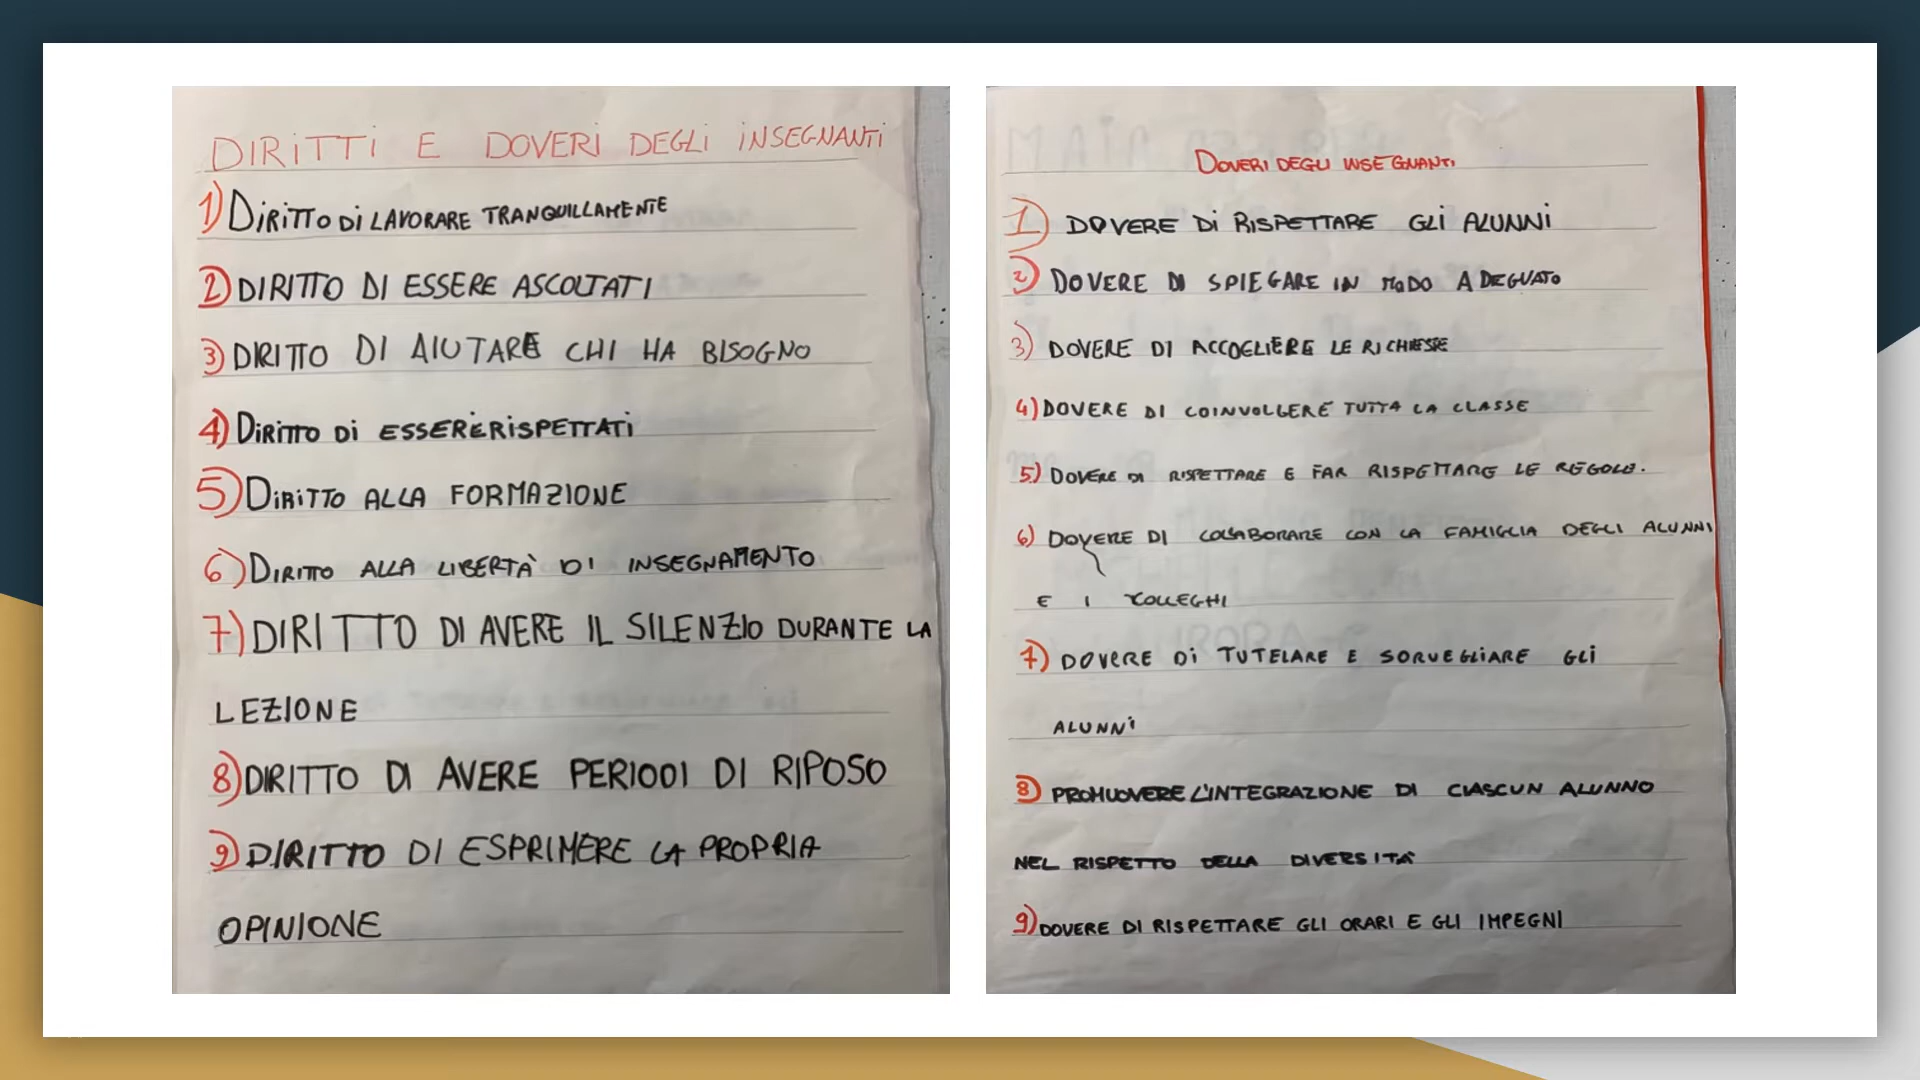 DIRITTI E DOVERI DEGLI INSEGNANTI
1) DIRITTO DI LAVORARE TRANQUILLAMENTE
2) DIRITTO DI ESSERE ASCOLTATI
3) DIRITTO DI AIUTARE CHI HA BISOGNO
4) DIRITTO DI ESSERE RISPETTATI
5) DIRITTO ALLA FORMAZIONE
6) DIRITTO ALLA LIBERTÀ DI INSEGNAMENTO
7) DIRITTO DI AVERE IL SILENZIO DURANTE LA
LEZIONE
8) DIRITTO DI AVERE PERIODI DI RIPOSO
9) DIRITTO DI ESPRIMERE LA PROPRIA
OPINIONE
DOVERI DEGLI INSEGNANTI
1) DOVERE DI RISPETTARE GLI ALUNNI
2) DOVERE DI SPIEGARE IN MODO ADEGUATO
3) DOVERE DI ACCOGLIERE LE RICHIESTE
4) DOVERE DI COINVOLGERE TUTTA LA CLASSE
5) DOVERE DI RISPETTARE E FAR RISPETTARE LE REGOLE.
6) DOVERE DI COLLABORARE CON LA FAMIGLIA DEGLI ALUNNI
E I COLLEGHI
7) DOVERE DI TUTELARE E SORVEGLIARE GLI
ALUNNI
8) PROMUOVERE L'INTEGRAZIONE DI CIASCUN ALUNNO
NEL RISPETTO DELLA DIVERSITÀ
9) DOVERE DI RISPETTARE GLI ORARI E GLI IMPEGNI